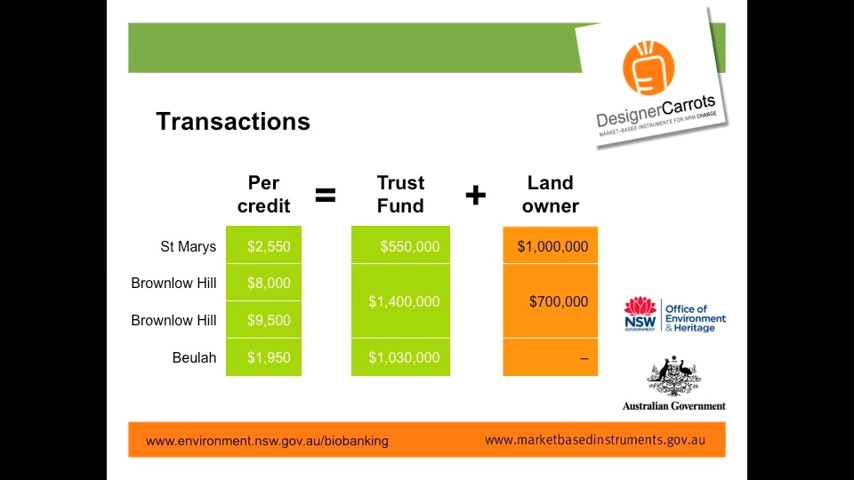 DesignerCarrots
MARKET-BASED INSTRUMENTS FOR NRM CHANGE
Transactions
Per credit = Trust Fund + Land owner
St Marys $2,550 $550,000 $1,000,000
Brownlow Hill $8,000 $1,400,000 $700,000
Brownlow Hill $9,500
Beulah $1,950 $1,030,000 –
NSW
GOVERNMENT
Office of
Environment
& Heritage
Australian Government
www.environment.nsw.gov.au/biobanking www.marketbasedinstruments.gov.au